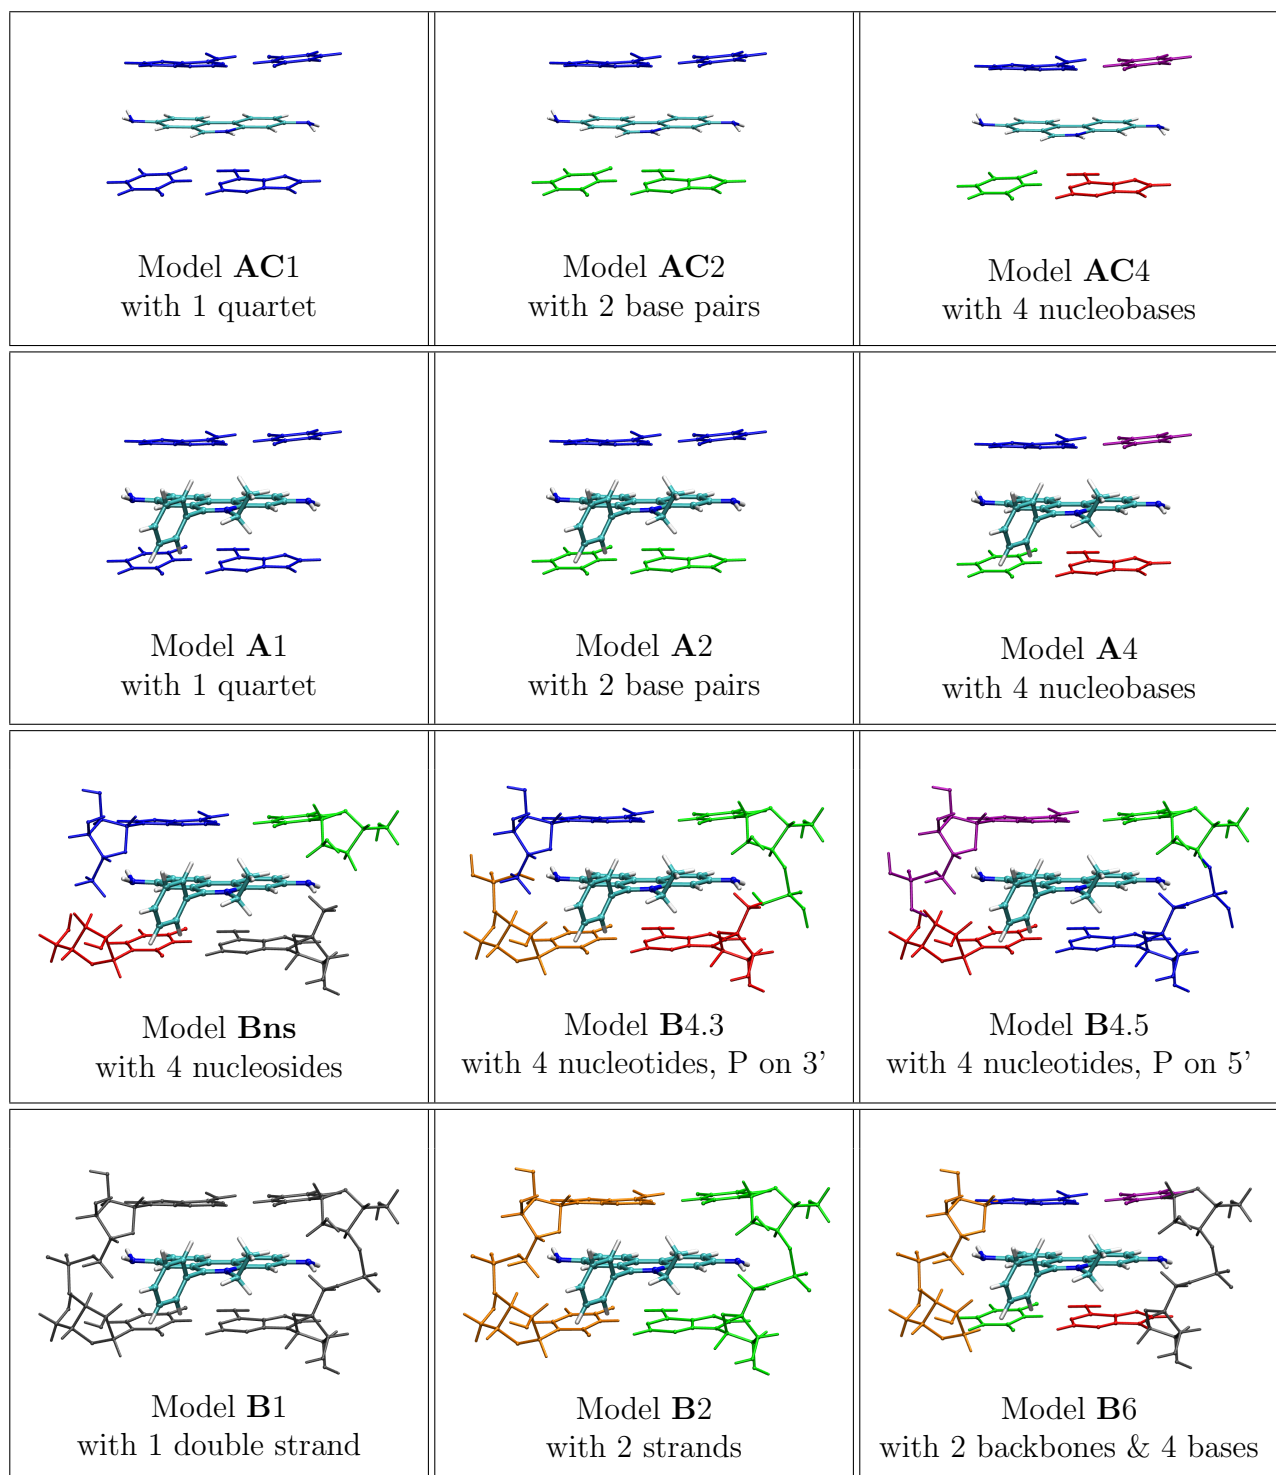 Model AC1
with 1 quartet
Model AC2
with 2 base pairs
Model AC4
with 4 nucleobases
Model A1
with 1 quartet
Model A2
with 2 base pairs
Model A4
with 4 nucleobases
Model Bns
with 4 nucleosides
Model B4.3
with 4 nucleotides, P on 3’
Model B4.5
with 4 nucleotides, P on 5’
Model B1
with 1 double strand
Model B2
with 2 strands
Model B6
with 2 backbones & 4 bases